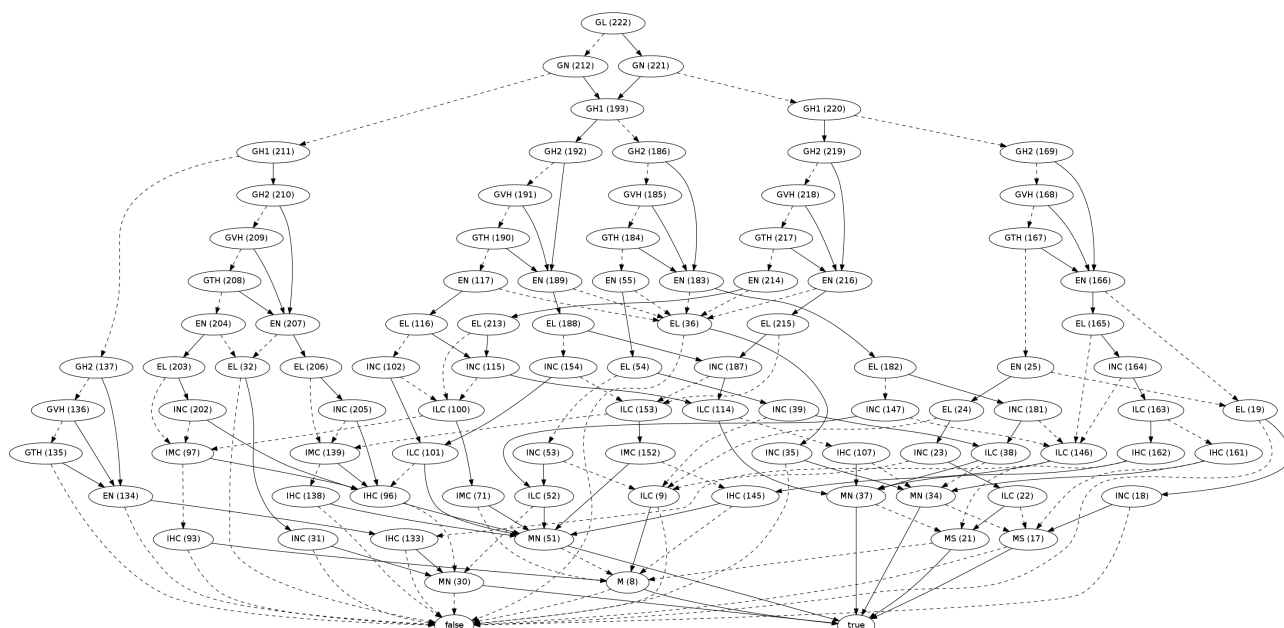 GL (222)
GN (212) GN (221)
GH1 (193) GH1 (220)
GH1 (211) GH2 (192) GH2 (186) GH2 (219) GH2 (169)
GH2 (210) GVH (191) GVH (185) GVH (218) GVH (168)
GVH (209) GTH (190) GTH (184) GTH (217) GTH (167)
GTH (208) EN (117) EN (189) EN (55) EN (183) EN (214) EN (216) EN (166)
EN (204) EN (207) EL (116) EL (213) EL (188) EL (36) EL (215) EL (165)
GH2 (137) EL (203) EL (32) EL (206) INC (102) INC (115) INC (154) EL (54) INC (187) EL (182) EN (25) INC (164)
GVH (136) INC (202) INC (205) ILC (100) ILC (153) ILC (114) INC (39) INC (147) EL (24) INC (181) ILC (163) EL (19)
GTH (135) IMC (97) IMC (139) ILC (101) INC (53) IMC (152) INC (35) IHC (107) INC (23) ILC (38) ILC (146) IHC (162) IHC (161)
EN (134) IHC (138) IHC (96) IMC (71) ILC (52) ILC (9) IHC (145) MN (37) MN (34) ILC (22) INC (18)
IHC (93) INC (31) IHC (133) MN (51) MS (21) MS (17)
MN (30) M (8)
false true